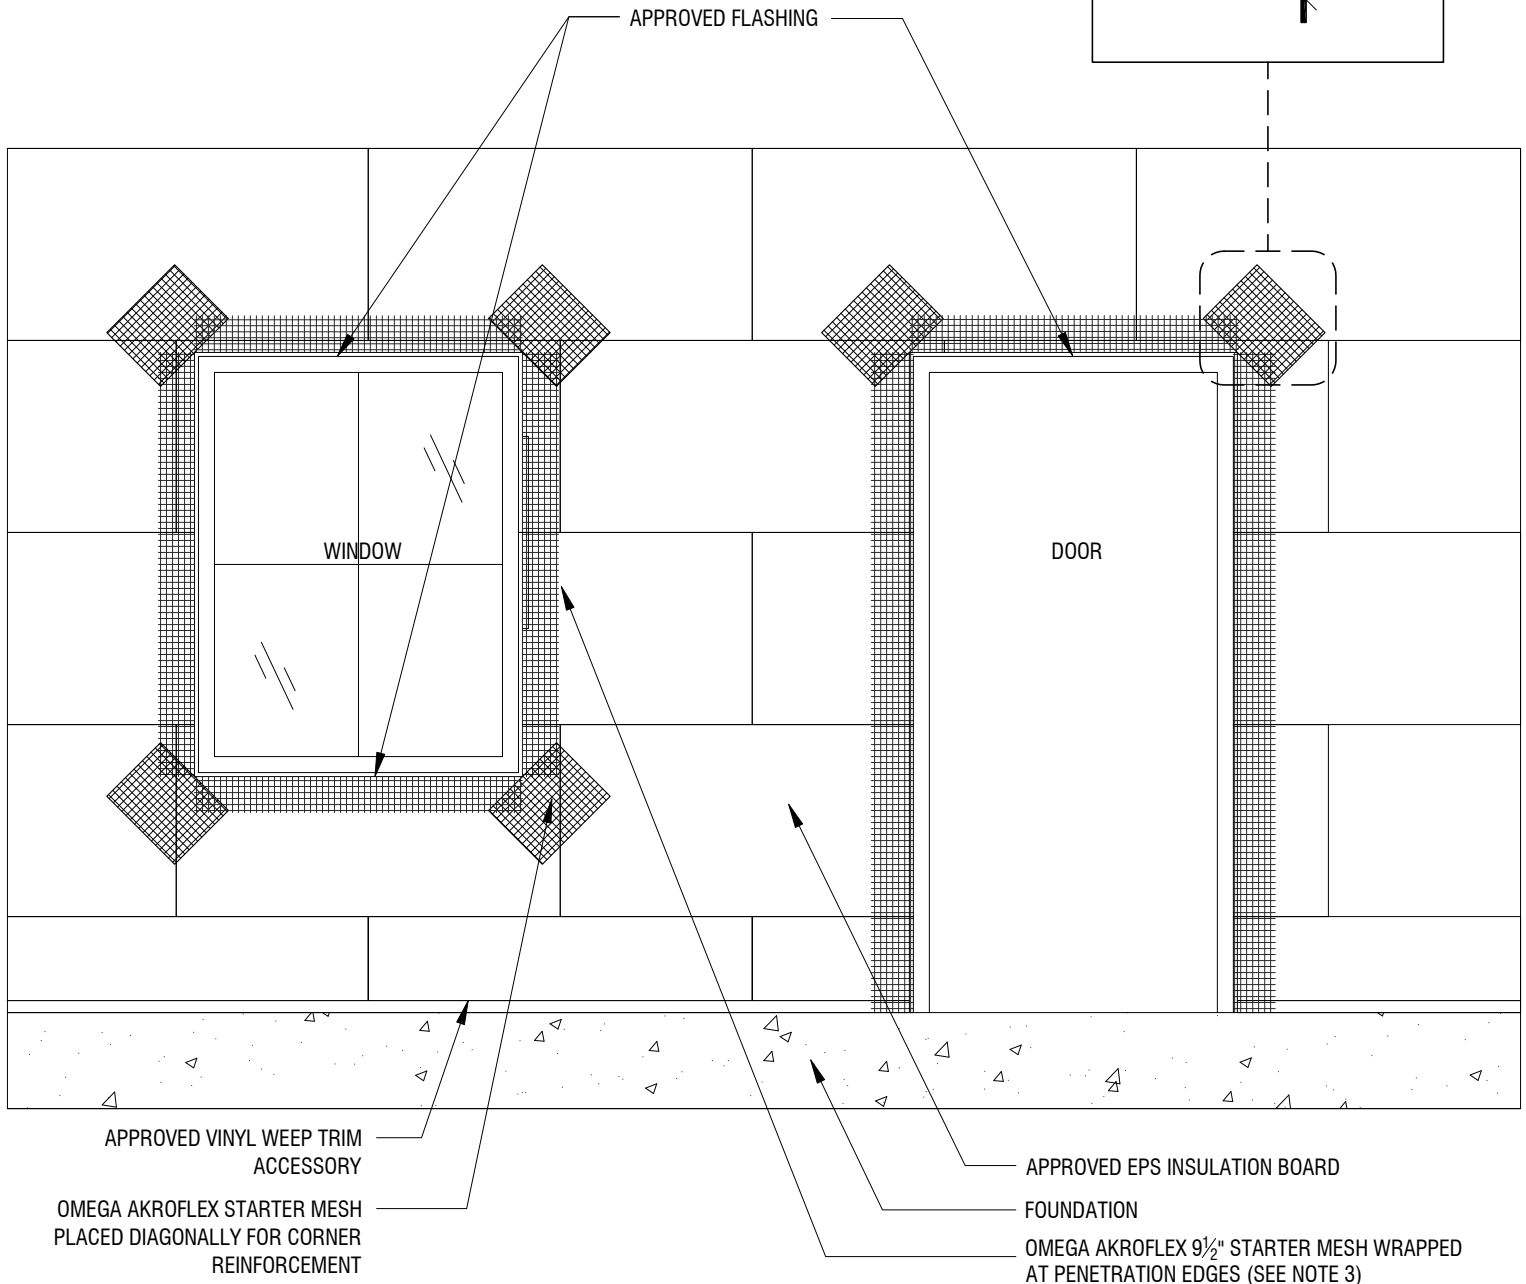 APPROVED FLASHING
WINDOW
DOOR
APPROVED VINYL WEEP TRIM
ACCESSORY
OMEGA AKROFLEX STARTER MESH
PLACED DIAGONALLY FOR CORNER
REINFORCEMENT
APPROVED EPS INSULATION BOARD
FOUNDATION
OMEGA AKROFLEX 9½" STARTER MESH WRAPPED
AT PENETRATION EDGES (SEE NOTE 3)